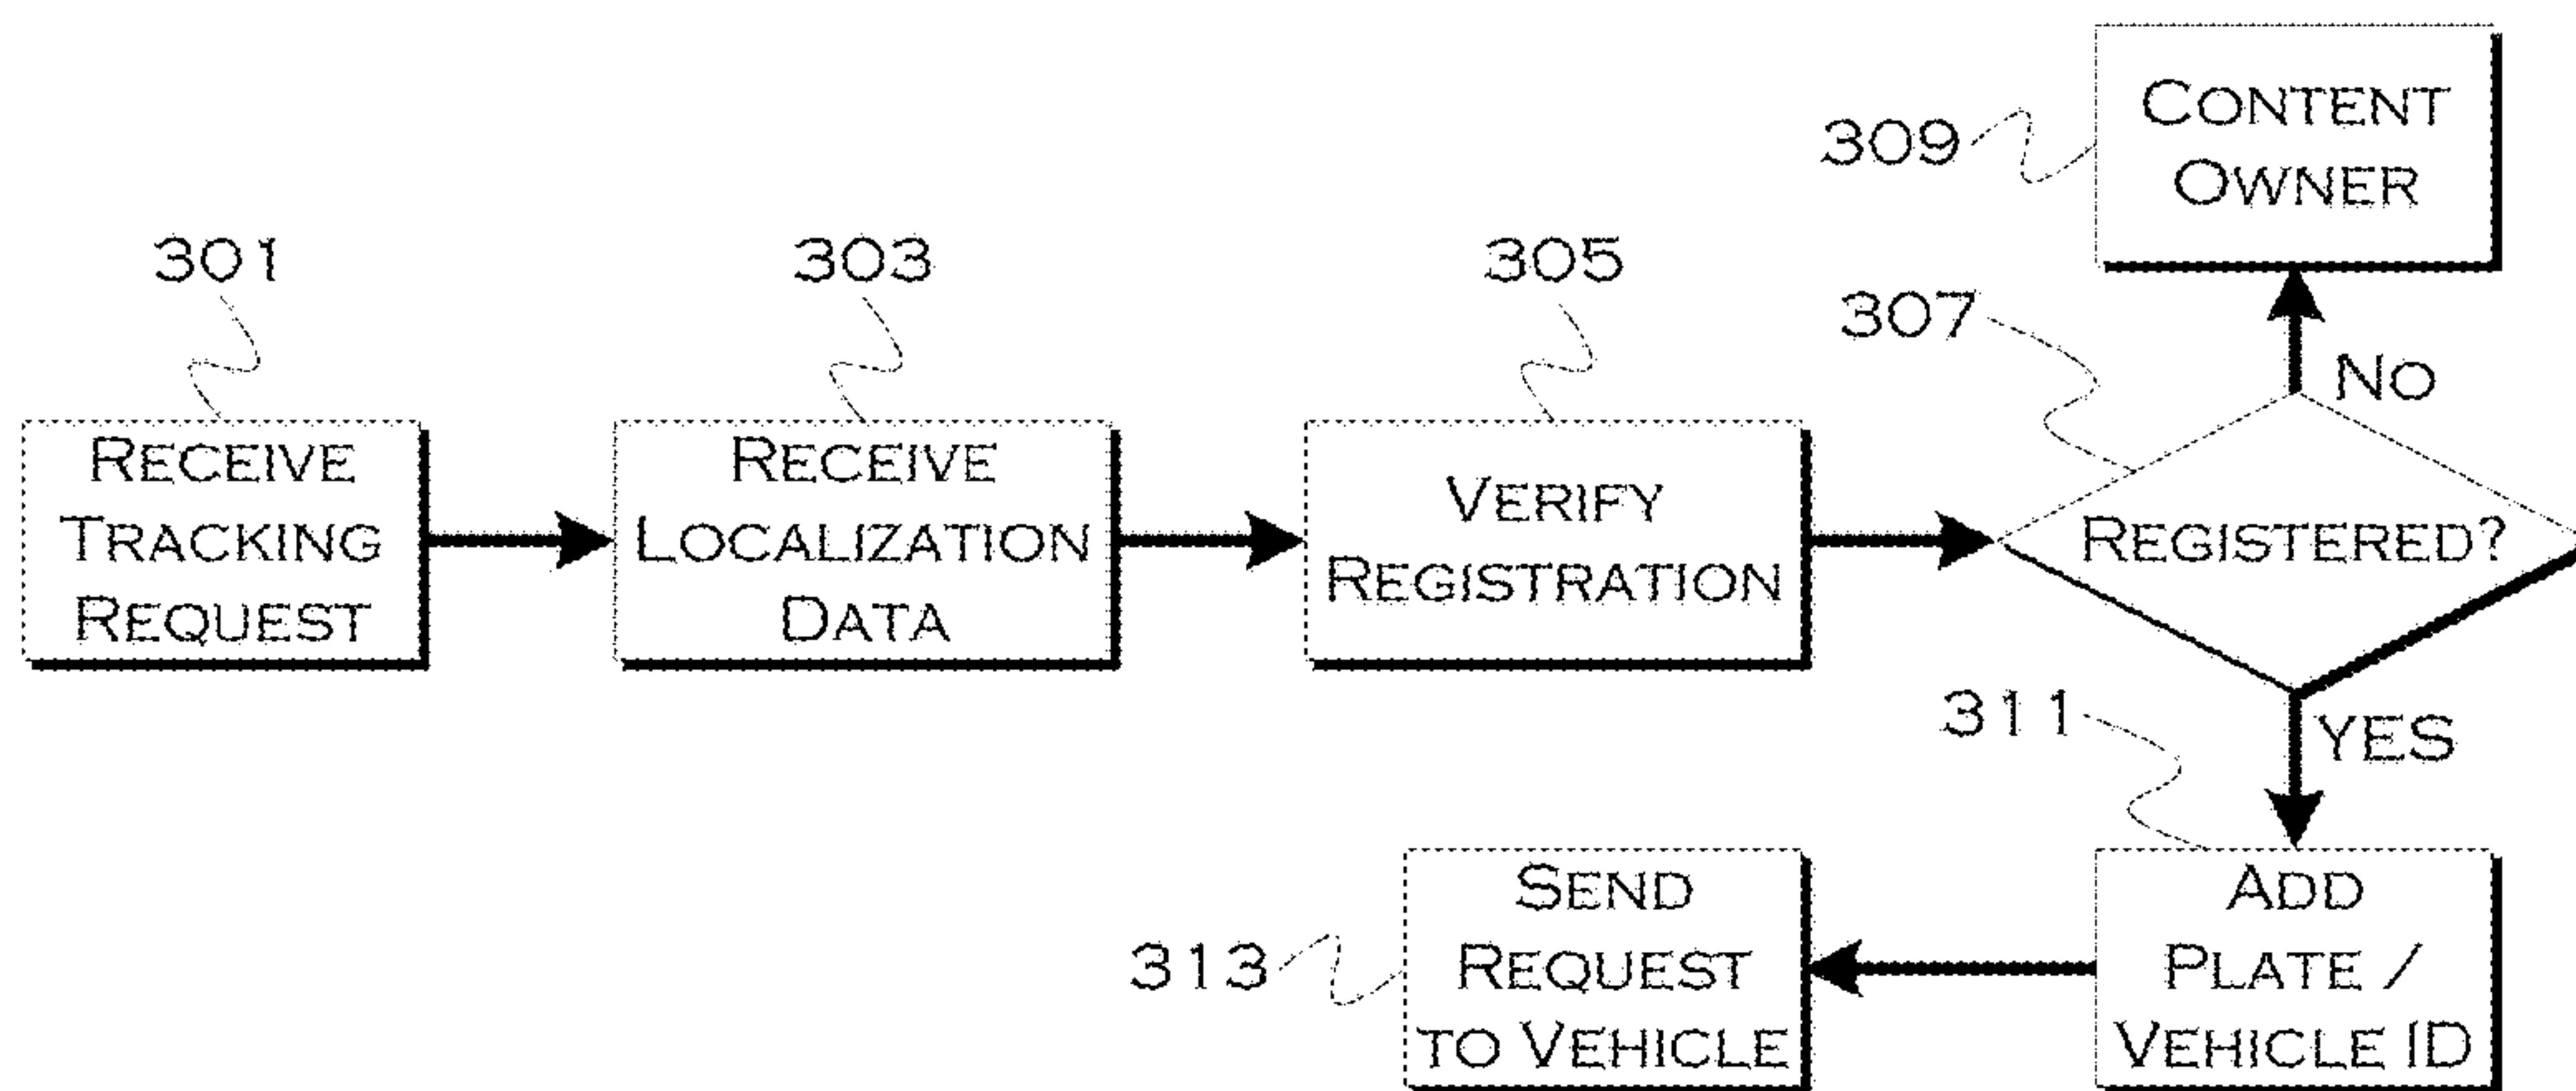 301
RECEIVE
TRACKING
REQUEST
303
RECEIVE
LOCALIZATION
DATA
305
VERIFY
REGISTRATION
307
REGISTERED?
NO
309
CONTENT
OWNER
YES
311
ADD
PLATE /
VEHICLE ID
313
SEND
REQUEST
TO VEHICLE